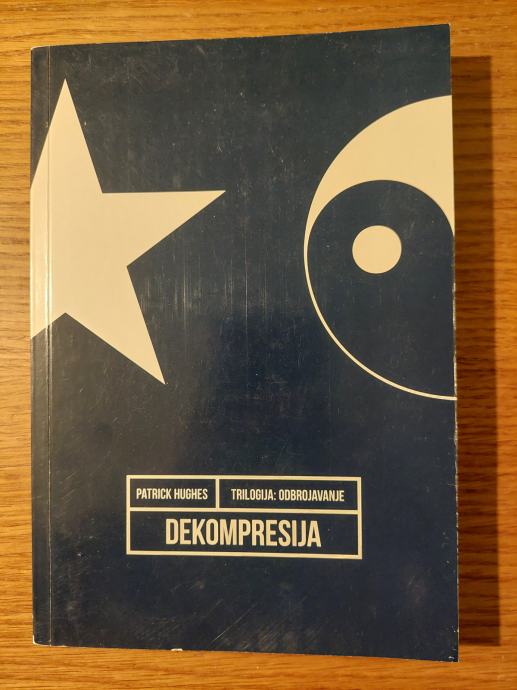 PATRICK HUGHES
TRILOGIJA: ODBROJAVANJE
DEKOMPRESIJA